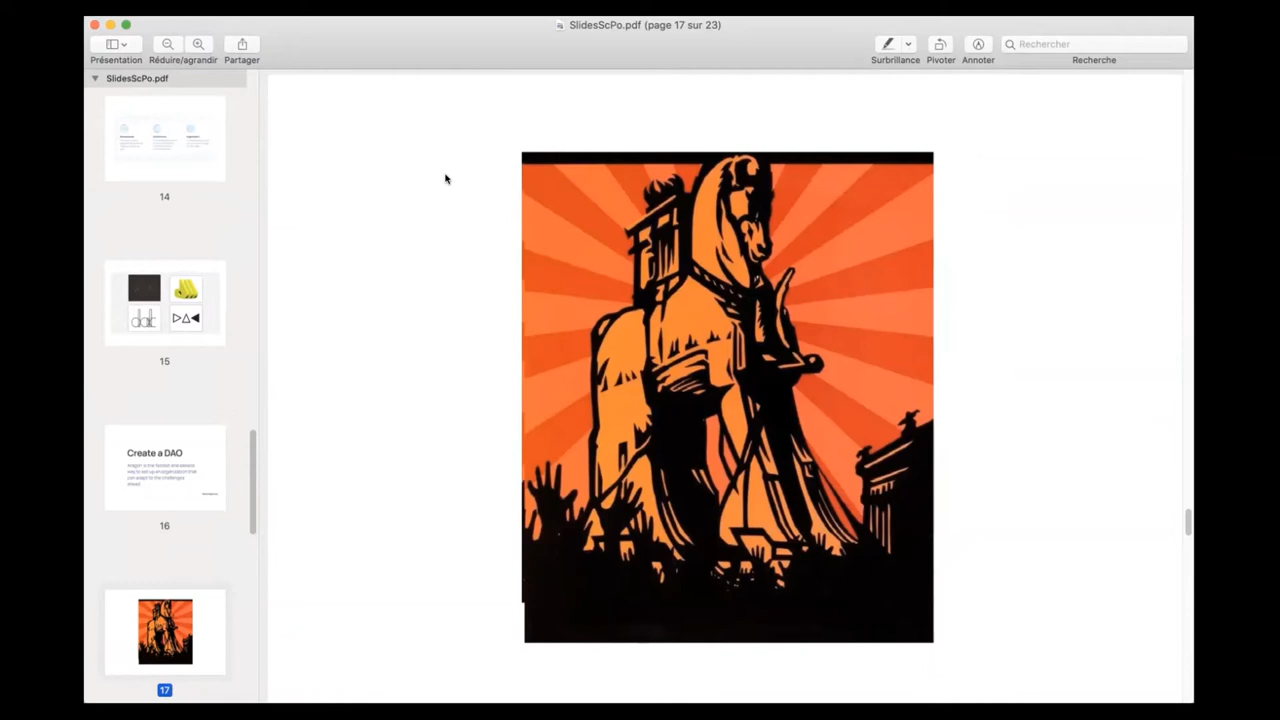 SlidesScPo.pdf (page 17 sur 23)
Présentation
Réduire/agrandir
Partager
Surbrillance
Pivoter
Annoter
Rechercher
Recherche
SlidesScPo.pdf
14
15
Create a DAO
16
17